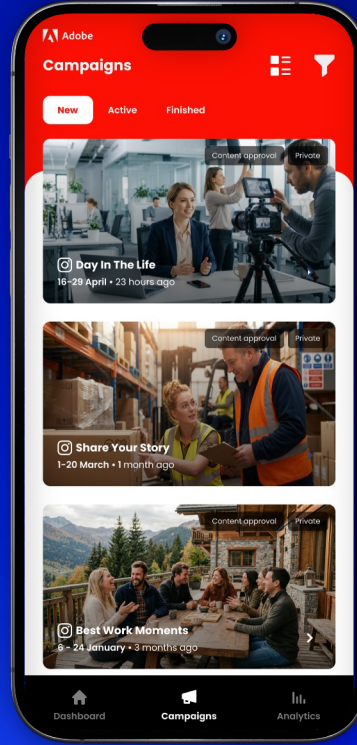 Adobe
Campaigns
New Active Finished
Content approval Private
Day In The Life
16-29 April • 23 hours ago
Content approval Private
Share Your Story
1-20 March • 1 month ago
Content approval Private
Best Work Moments
6 - 24 January • 3 months ago
Dashboard Campaigns Analytics